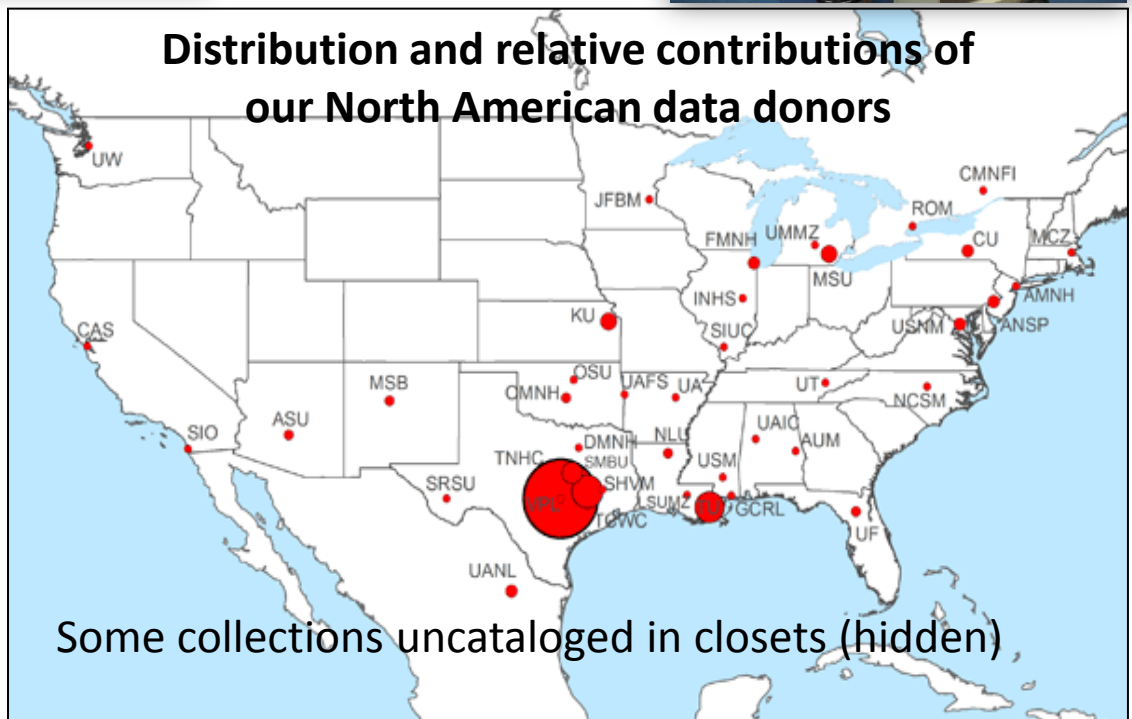 Distribution and relative contributions of
our North American data donors
UW
CMNFI
JFBM
ROM
FMNH
UMMZ
CU
MCZ
MSU
AMNH
INHS
KU
USNM
ANSP
SIUC
CAS
MSB
OSU
UAFS
UA
UT
OMNH
NCSM
ASU
SIO
UAIC
AUM
DMNH
NLU
TNHC
SMBU
USM
SRSU
SHVM
SUMZ
TU
GCRL
VPL
TCWC
UF
UANL
Some collections uncataloged in closets (hidden)